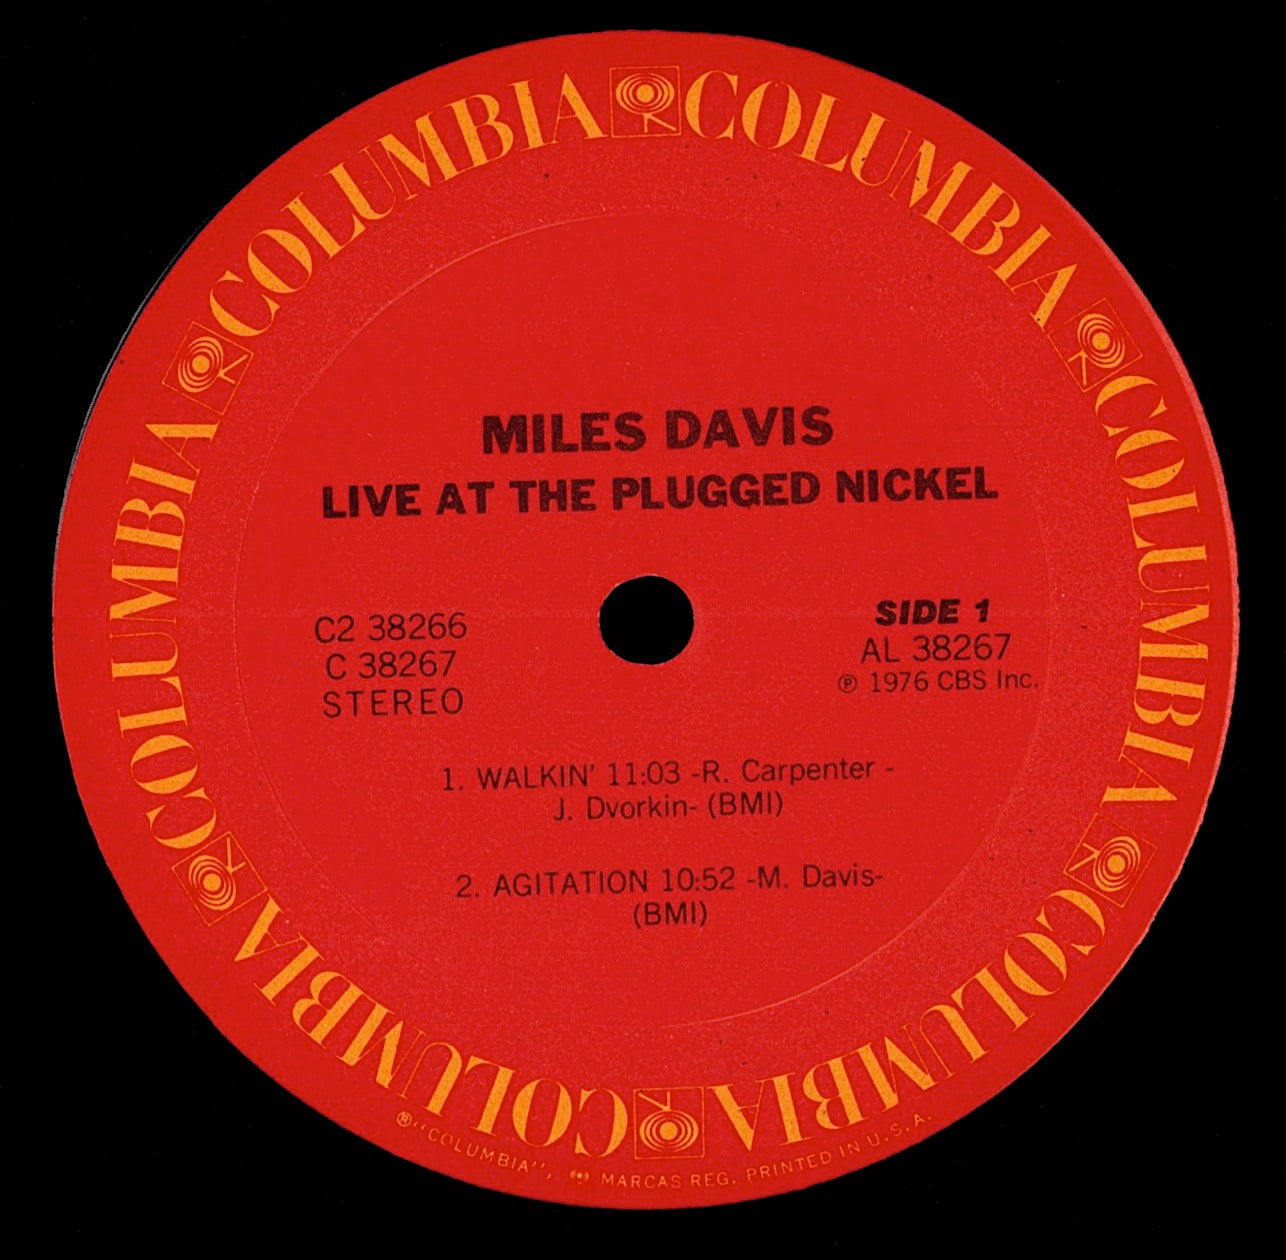 COLUMBIA COLUMBIA COLUMBIA COLUMBIA COLUMBIA COLUMBIA
MILES DAVIS
LIVE AT THE PLUGGED NICKEL
C2 38266
C 38267
STEREO
SIDE 1
AL 38267
℗ 1976 CBS Inc.
1. WALKIN' 11:03 -R. Carpenter -
J. Dvorkin- (BMI)
2. AGITATION 10:52 -M. Davis-
(BMI)
®"COLUMBIA", MARCAS REG. PRINTED IN U.S.A.